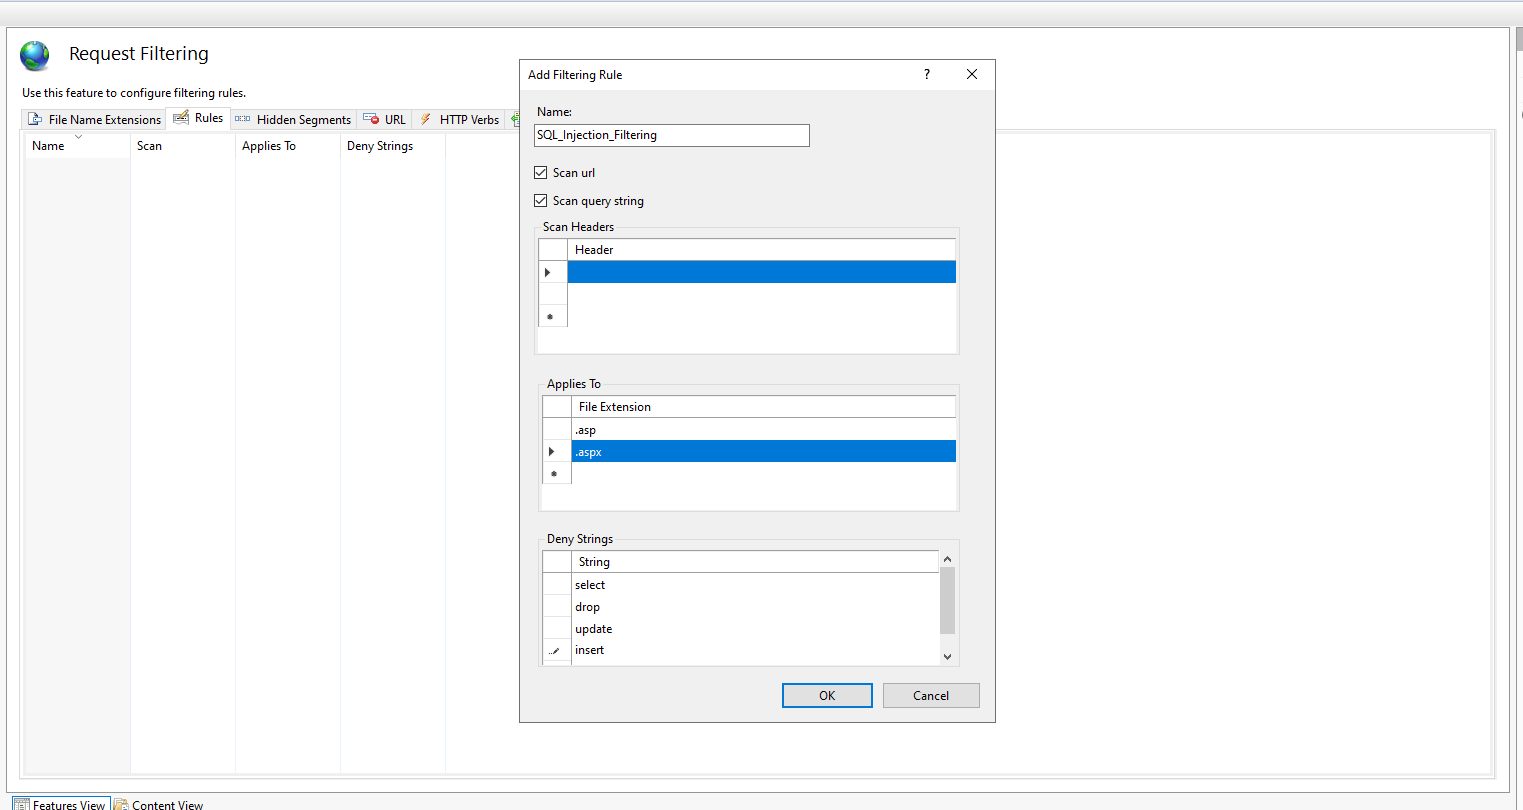 Request Filtering
Use this feature to configure filtering rules.
File Name Extensions Rules Hidden Segments URL HTTP Verbs
Name Scan Applies To Deny Strings
Add Filtering Rule ?
Name:
SQL_Injection_Filtering
Scan url
Scan query string
Scan Headers
Header
Applies To
File Extension
.asp
.aspx
Deny Strings
String
select
drop
update
insert
OK Cancel
Features View Content View